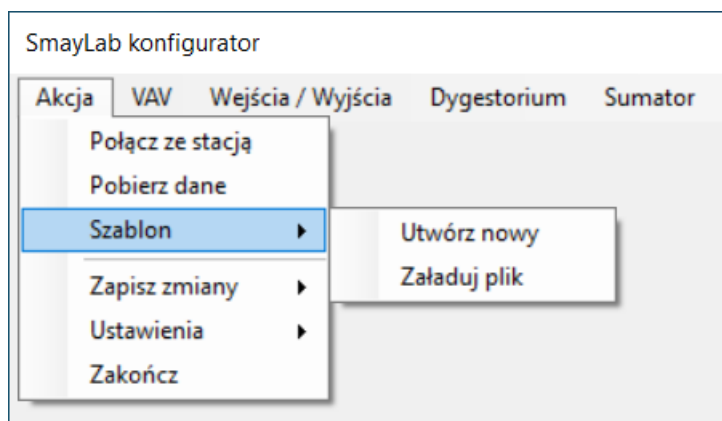 SmayLab konfigurator
Akcja VAV Wejścia / Wyjścia Dygestorium Sumator
Połącz ze stacją
Pobierz dane
Szablon
Utwórz nowy
Załaduj plik
Zapisz zmiany
Ustawienia
Zakończ